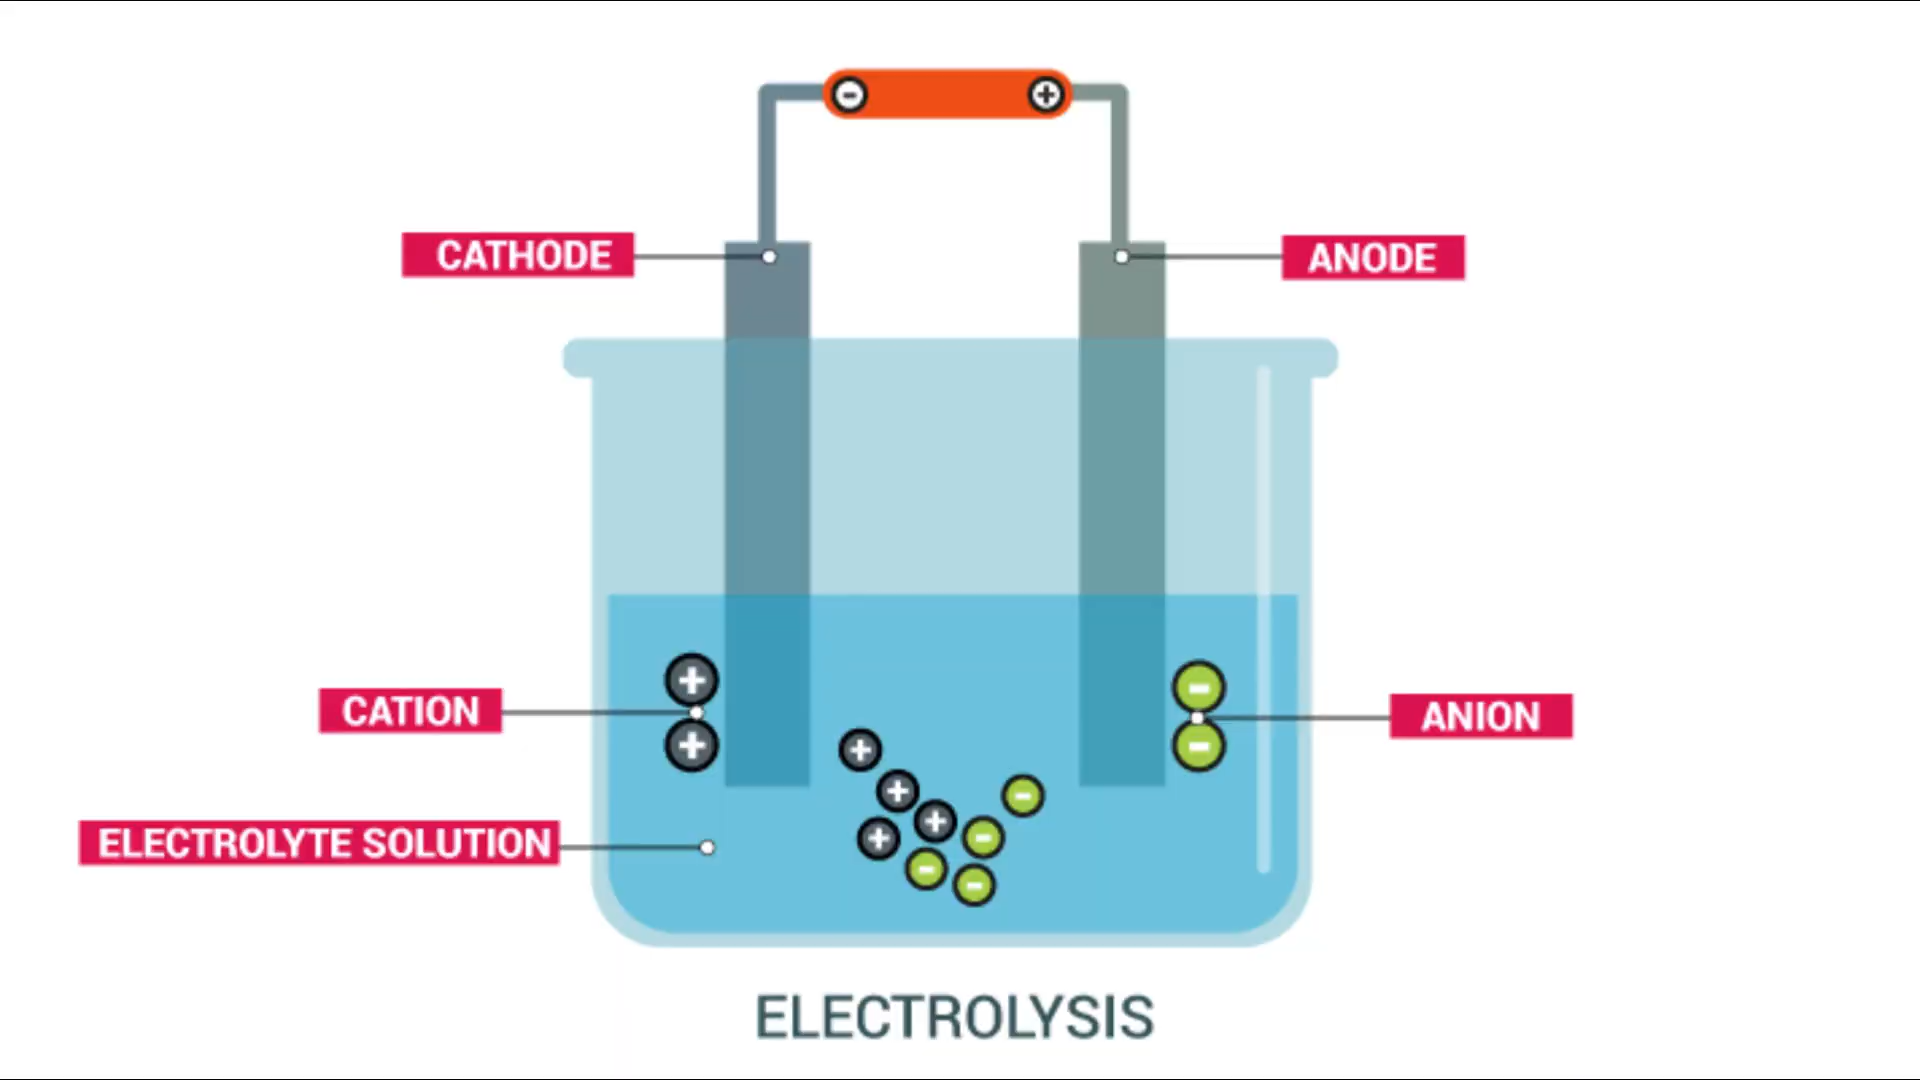 CATHODE
ANODE
CATION
ANION
ELECTROLYTE SOLUTION
ELECTROLYSIS